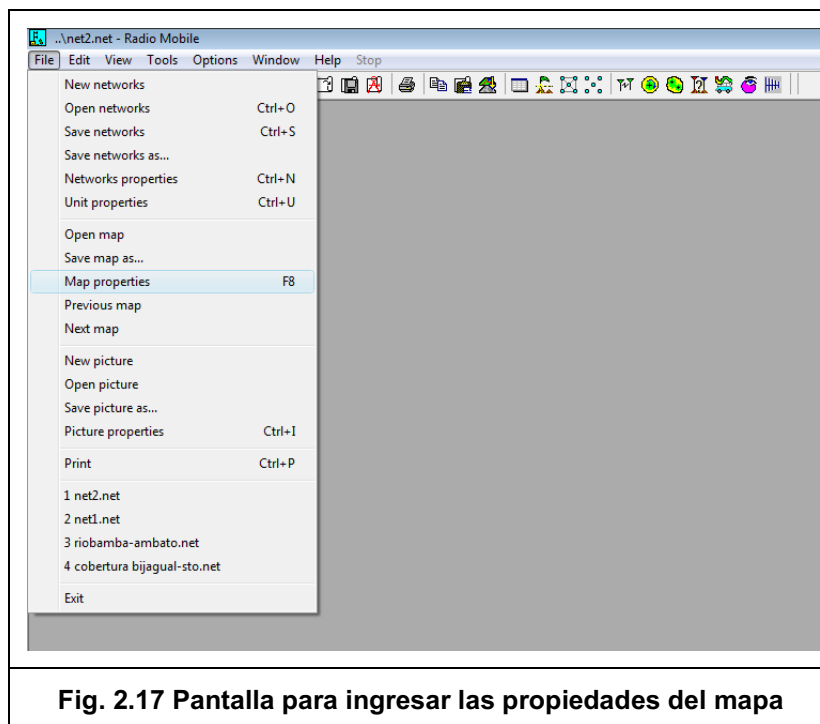 ..\net2.net - Radio Mobile
File Edit View Tools Options Window Help Stop
New networks
Open networks Ctrl+O
Save networks Ctrl+S
Save networks as...
Networks properties Ctrl+N
Unit properties Ctrl+U
Open map
Save map as...
Map properties F8
Previous map
Next map
New picture
Open picture
Save picture as...
Picture properties Ctrl+I
Print Ctrl+P
1 net2.net
2 net1.net
3 riobamba-ambato.net
4 cobertura bijagual-sto.net
Exit
Fig. 2.17 Pantalla para ingresar las propiedades del mapa